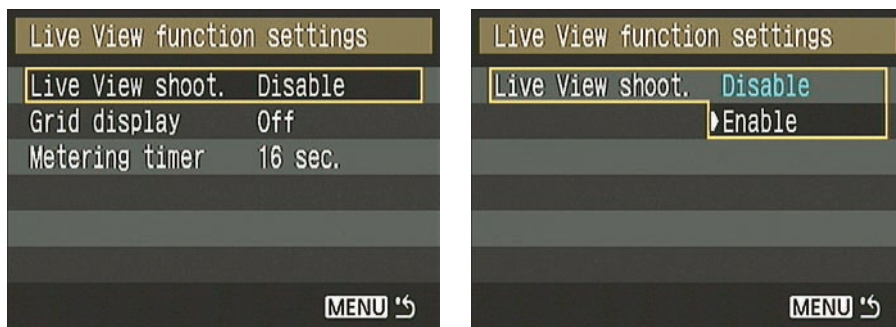 Live View function settings
Live View shoot. Disable
Grid display Off
Metering timer 16 sec.
MENU
Live View function settings
Live View shoot. Disable
Enable
MENU